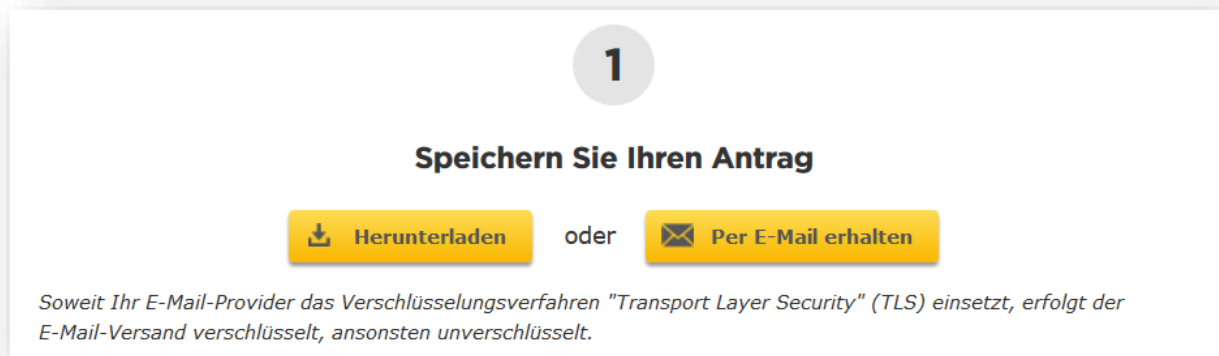 1
Speichern Sie Ihren Antrag
Herunterladen oder Per E-Mail erhalten
Soweit Ihr E-Mail-Provider das Verschlüsselungsverfahren "Transport Layer Security" (TLS) einsetzt, erfolgt der
E-Mail-Versand verschlüsselt, ansonsten unverschlüsselt.